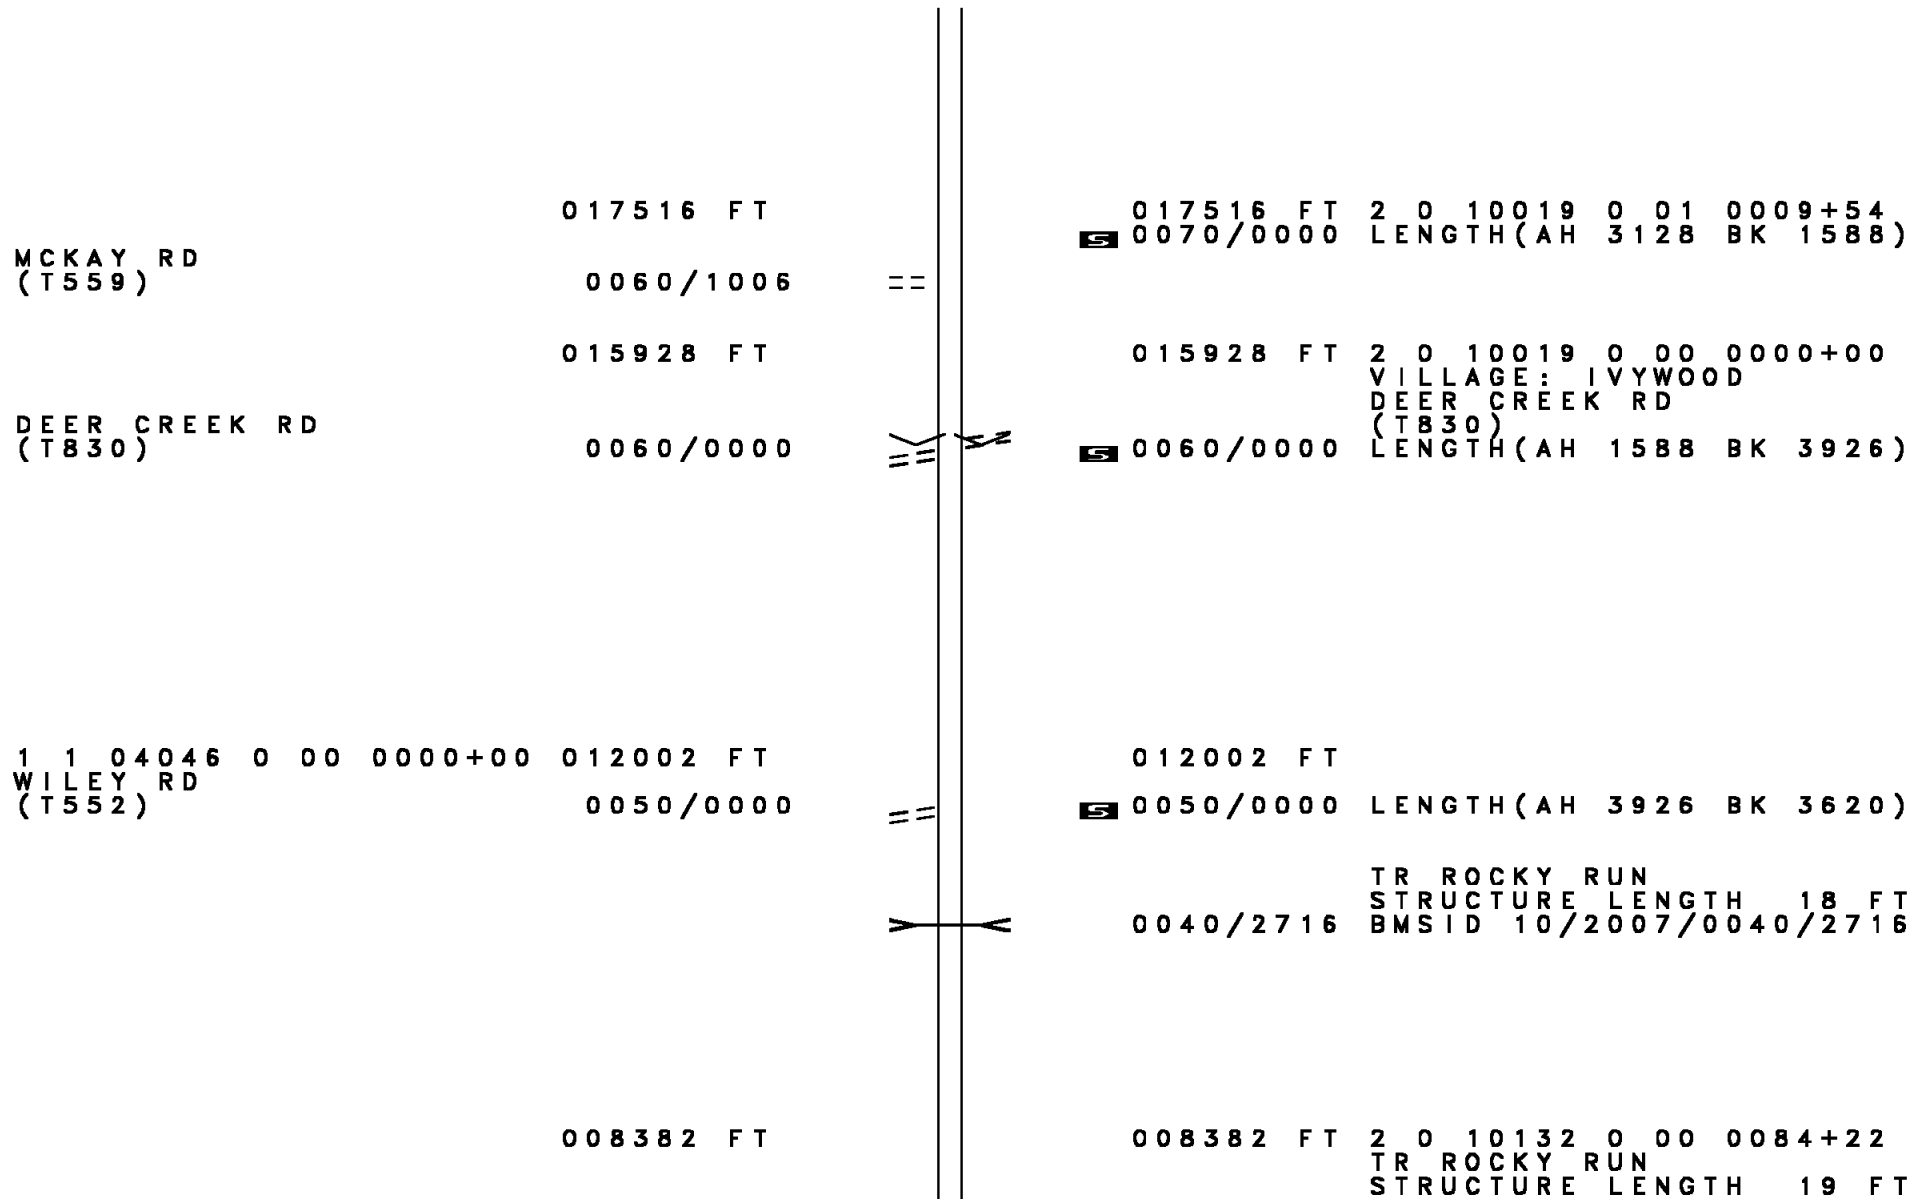 017516 FT 017516 FT 2 0 10019 0 01 0009+54
S 0070/0000 LENGTH(AH 3128 BK 1588)
MCKAY RD
(T559) 0060/1006
015928 FT 015928 FT 2 0 10019 0 00 0000+00
VILLAGE: IVYWOOD
DEER CREEK RD
DEER CREEK RD (T830)
(T830) 0060/0000 S 0060/0000 LENGTH(AH 1588 BK 3926)
1 1 04046 0 00 0000+00 012002 FT 012002 FT
WILEY RD
(T552) 0050/0000 S 0050/0000 LENGTH(AH 3926 BK 3620)
TR ROCKY RUN
STRUCTURE LENGTH 18 FT
0040/2716 BMSID 10/2007/0040/2716
008382 FT 008382 FT 2 0 10132 0 00 0084+22
TR ROCKY RUN
STRUCTURE LENGTH 19 FT